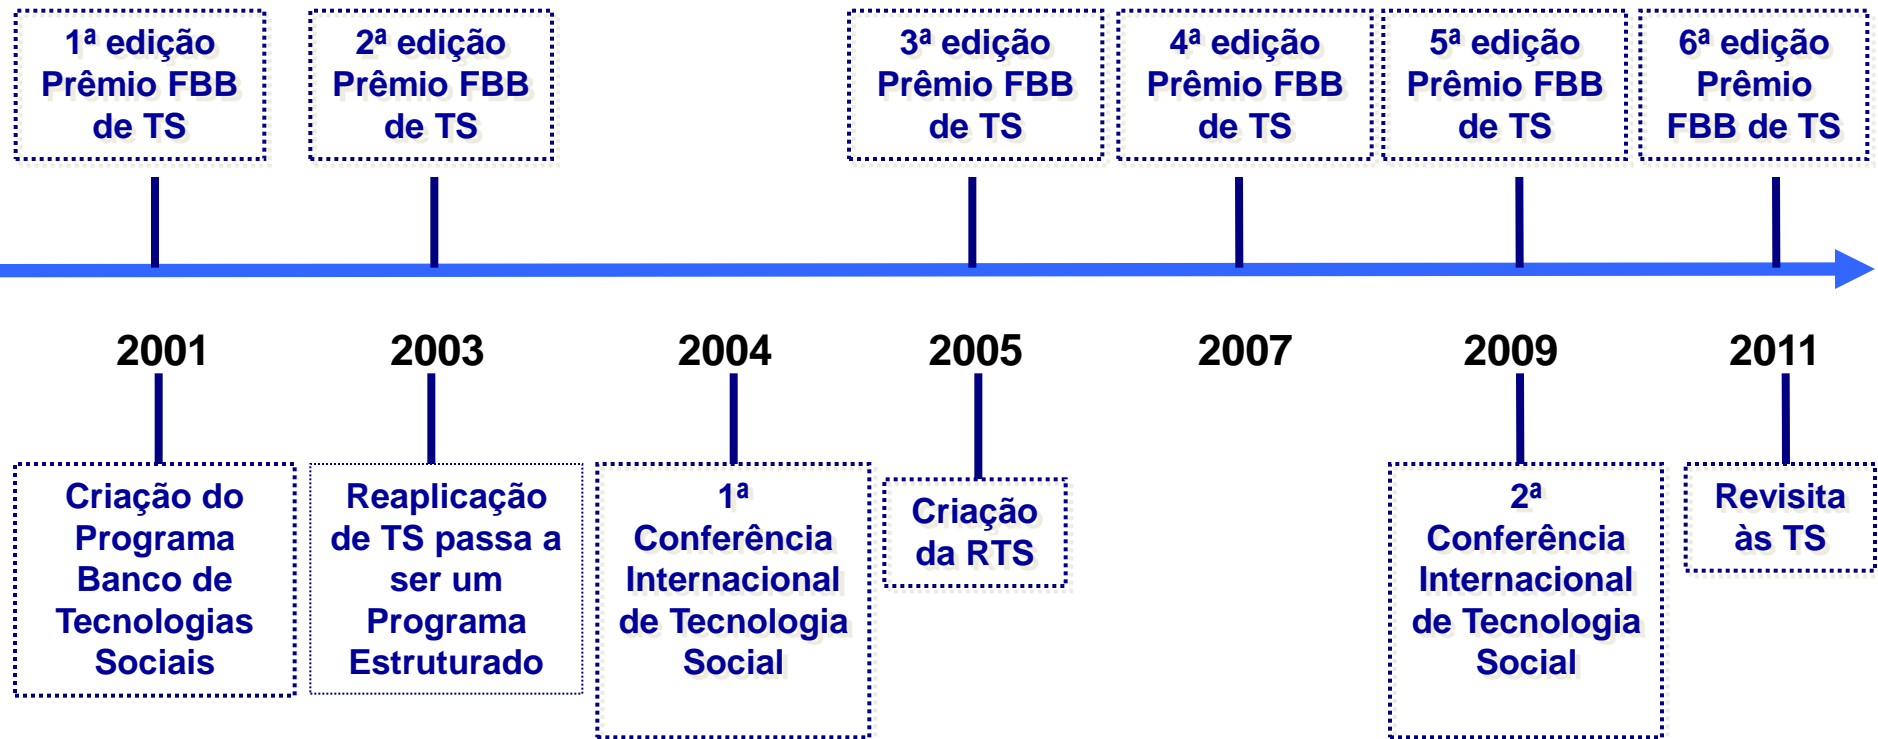 1ª edição
Prêmio FBB
de TS
2ª edição
Prêmio FBB
de TS
3ª edição
Prêmio FBB
de TS
4ª edição
Prêmio FBB
de TS
5ª edição
Prêmio FBB
de TS
6ª edição
Prêmio
FBB de TS
2001
2003
2004
2005
2007
2009
2011
Criação do
Programa
Banco de
Tecnologias
Sociais
Reaplicação
de TS passa a
ser um
Programa
Estruturado
1ª
Conferência
Internacional
de Tecnologia
Social
Criação
da RTS
2ª
Conferência
Internacional
de Tecnologia
Social
Revisita
às TS